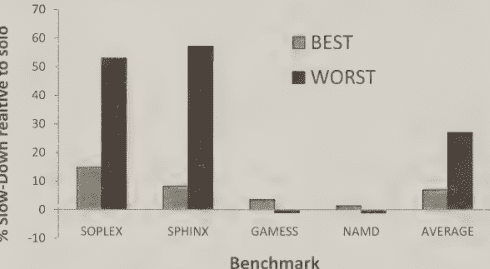 70
60
50
40
30
20
10
0
-10
% Slow-Down realtive to solo
BEST
WORST
SOPLEX SPHINX GAMESS NAMD AVERAGE
Benchmark